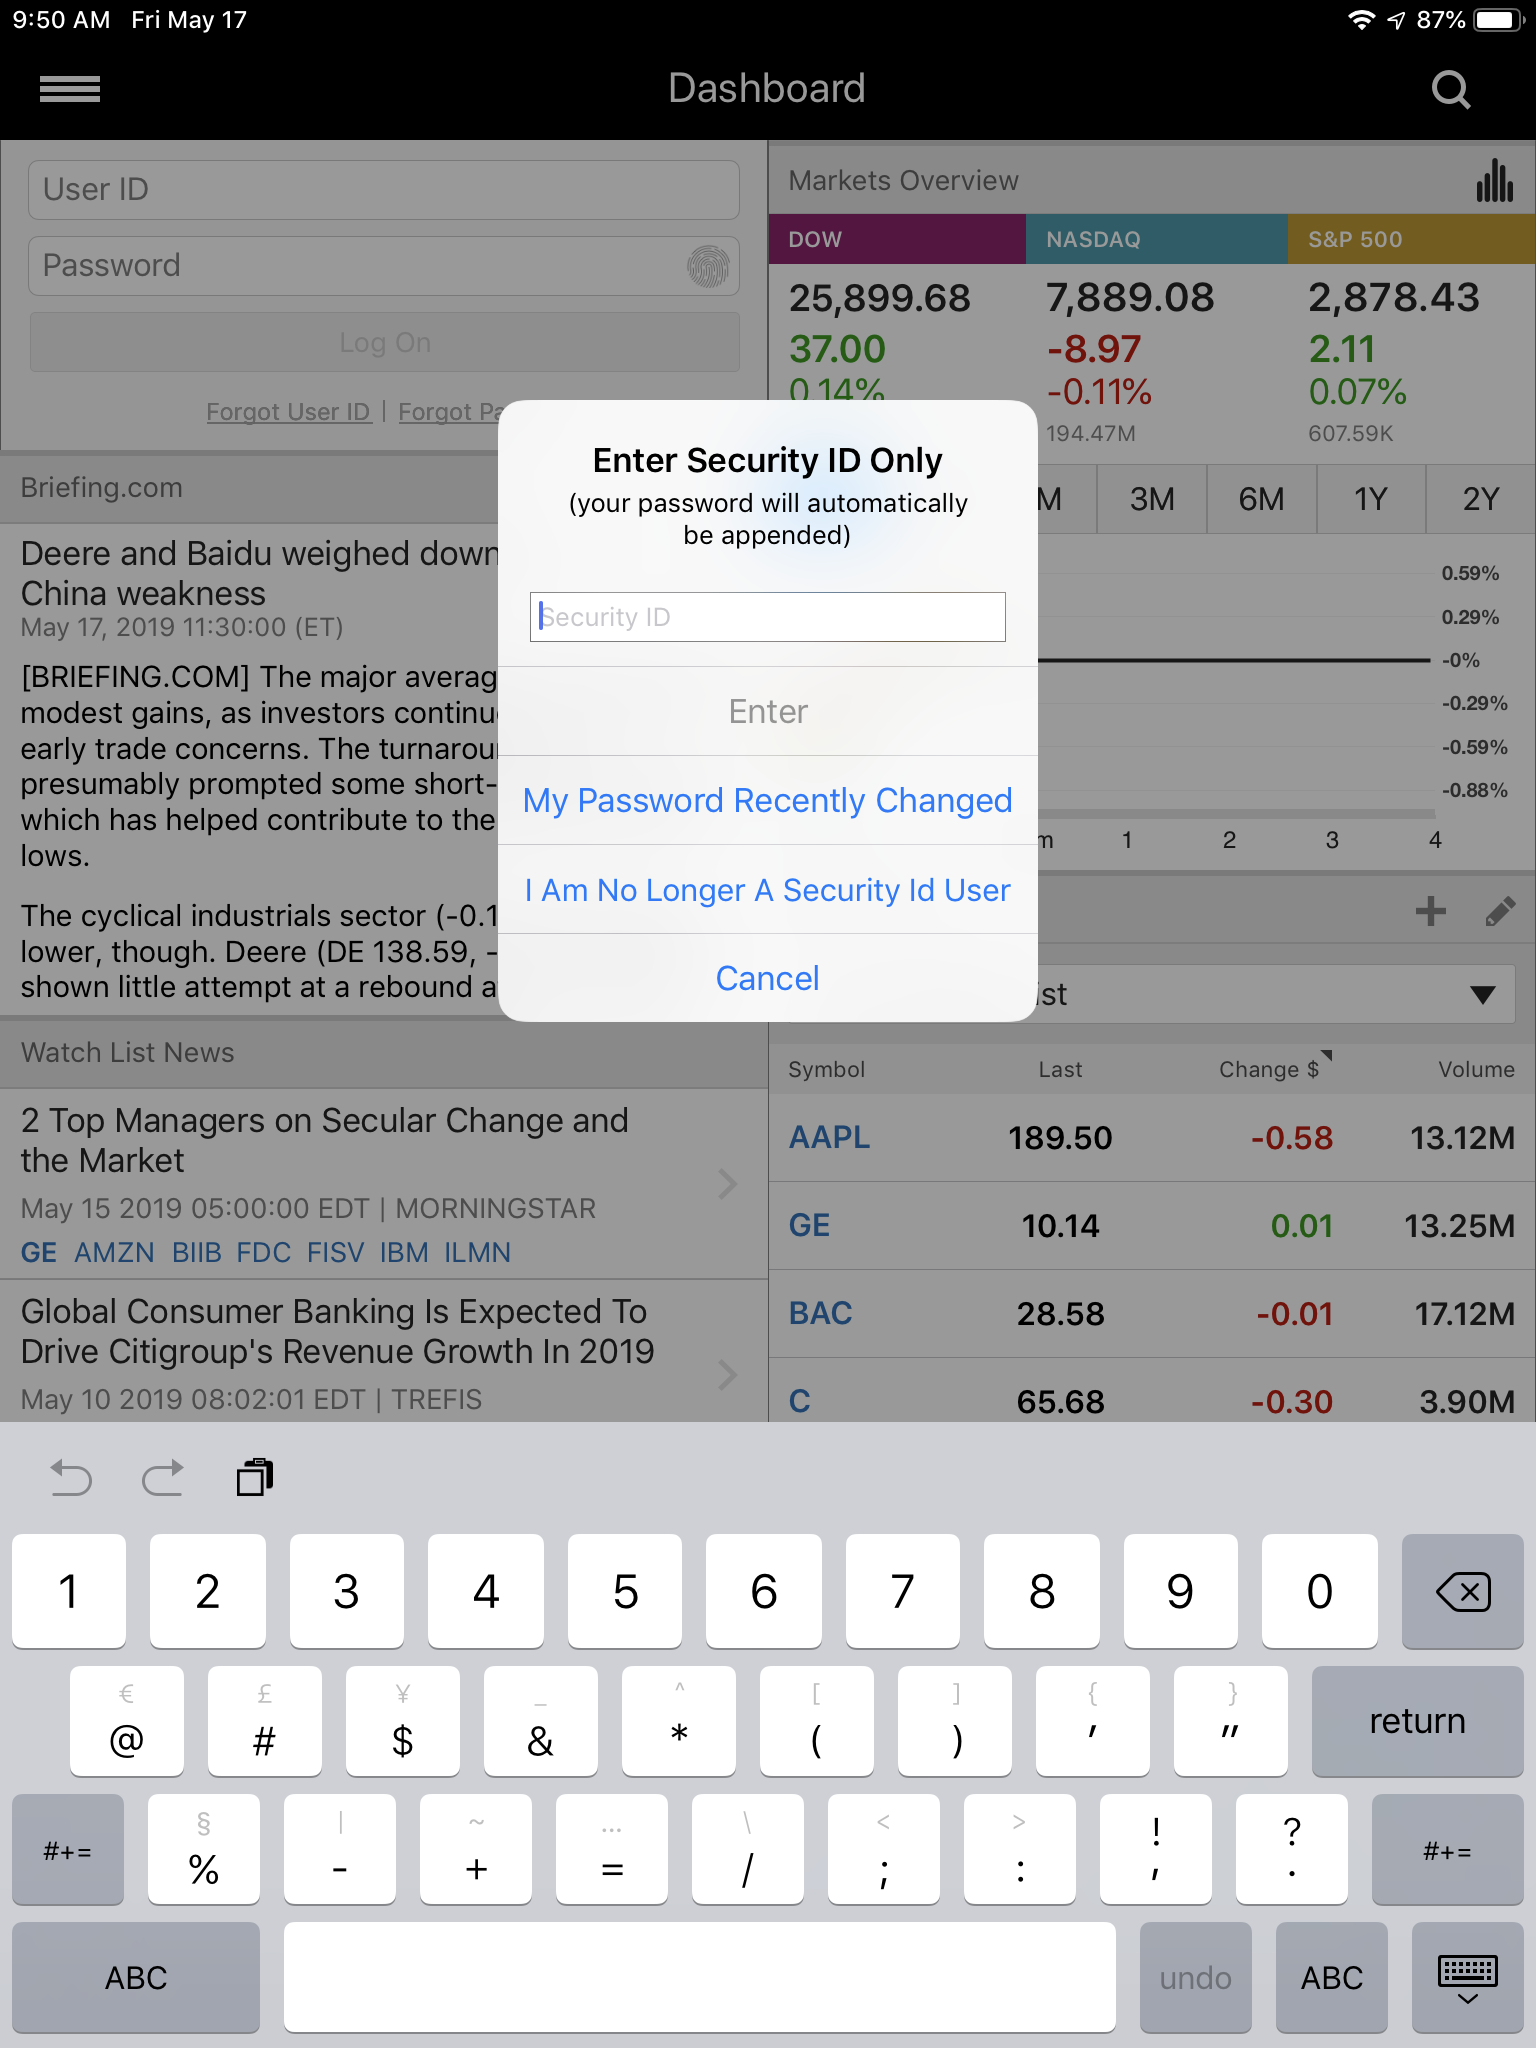 9:50 AM Fri May 17
87%
Dashboard
User ID
Password
Log On
Forgot User ID | Forgot
Briefing.com
Deere and Baidu weighed down
China weakness
May 17, 2019 11:30:00 (ET)
[BRIEFING.COM] The major
modest gains, as investors
early trade concerns. The
presumably prompted some short-
which has helped contribute to the
lows.
The cyclical industrials sector (-0.1
lower, though. Deere (DE 138.59, -
shown little attempt at a rebound
Watch List News
2 Top Managers on Secular Change and
the Market
May 15 2019 05:00:00 EDT | MORNINGSTAR
GE AMZN BIIB FDC FISV IBM ILMN
Global Consumer Banking Is Expected To
Drive Citigroup's Revenue Growth In 2019
May 10 2019 08:02:01 EDT | TREFIS
Markets Overview
DOW NASDAQ S&P 500
25,899.68 7,889.08 2,878.43
37.00 -8.97 2.11
0.14% -0.11% 0.07%
194.47M 607.59K
M 3M 6M 1Y 2Y
0.59%
0.29%
-0%
-0.29%
-0.59%
-0.88%
1 2 3 4
Symbol Last Change $ Volume
AAPL 189.50 -0.58 13.12M
GE 10.14 0.01 13.25M
BAC 28.58 -0.01 17.12M
C 65.68 -0.30 3.90M
Enter Security ID Only
(your password will automatically
be appended)
Security ID
Enter
My Password Recently Changed
I Am No Longer A Security Id User
Cancel
1 2 3 4 5 6 7 8 9 0
€ £ ¥ _ ^ [ ] { }
@ # $ & * ( ) ' " return
§ | ~ … \ < > ! ?
#+= % - + = / ; : , . #+=
ABC undo ABC